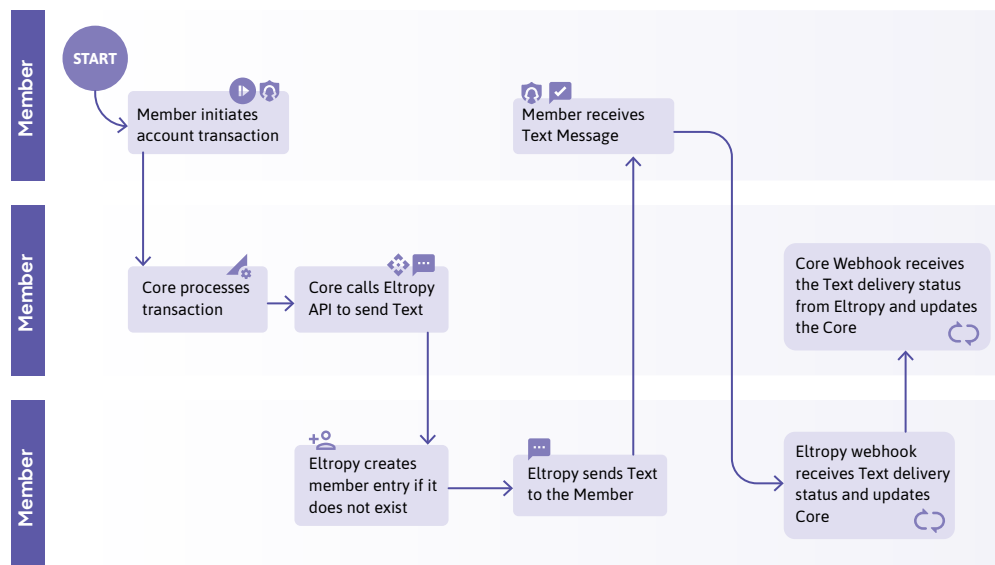 Member
START
Member initiates
account transaction
Member receives
Text Message
Member
Core processes
transaction
Core calls Eltropy
API to send Text
Core Webhook receives
the Text delivery status
from Eltropy and updates
the Core
Member
Eltropy creates
member entry if it
does not exist
Eltropy sends Text
to the Member
Eltropy webhook
receives Text delivery
status and updates
Core